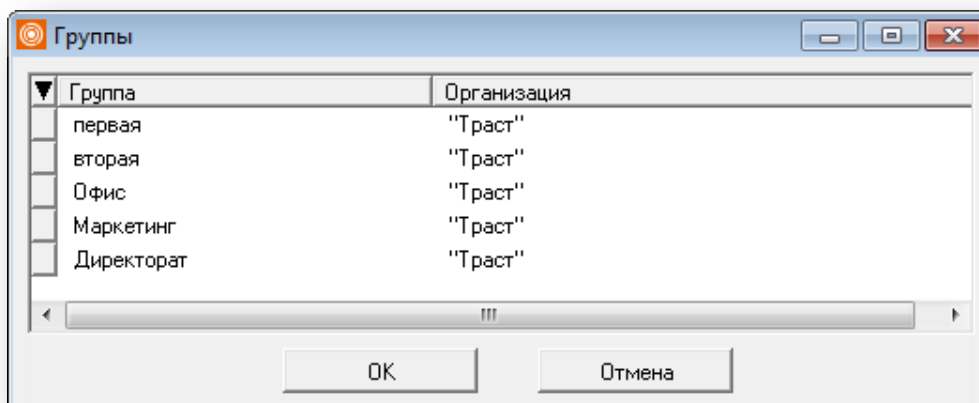 Группы
Группа Организация
первая "Траст"
вторая "Траст"
Офис "Траст"
Маркетинг "Траст"
Директорат "Траст"
OK Отмена